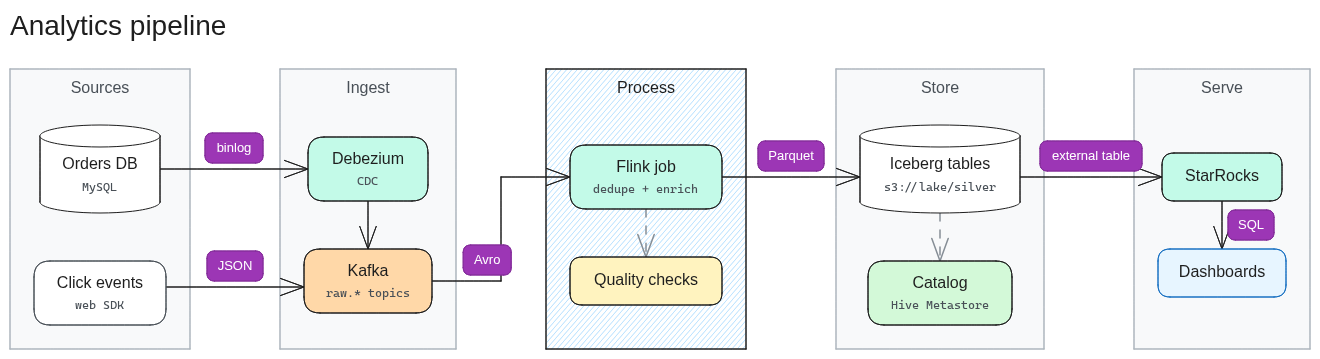 Analytics pipeline
Sources
Ingest
Process
Store
Serve
Orders DB
MySQL
binlog
Debezium
CDC
Flink job
dedupe + enrich
Parquet
Iceberg tables
s3://lake/silver
external table
StarRocks
SQL
Click events
web SDK
JSON
Kafka
raw.* topics
Avro
Quality checks
Catalog
Hive Metastore
Dashboards